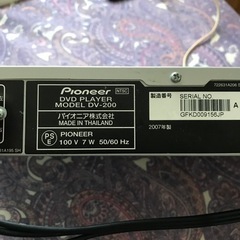 Pioneer NTSC
DVD PLAYER
MODEL DV-200
パイオニア株式会社
MADE IN THAILAND
PS E PIONEER
100 V 7 W 50/60 Hz
製造番号
SERIAL NO.
GFKD009156JP
A
2007年製